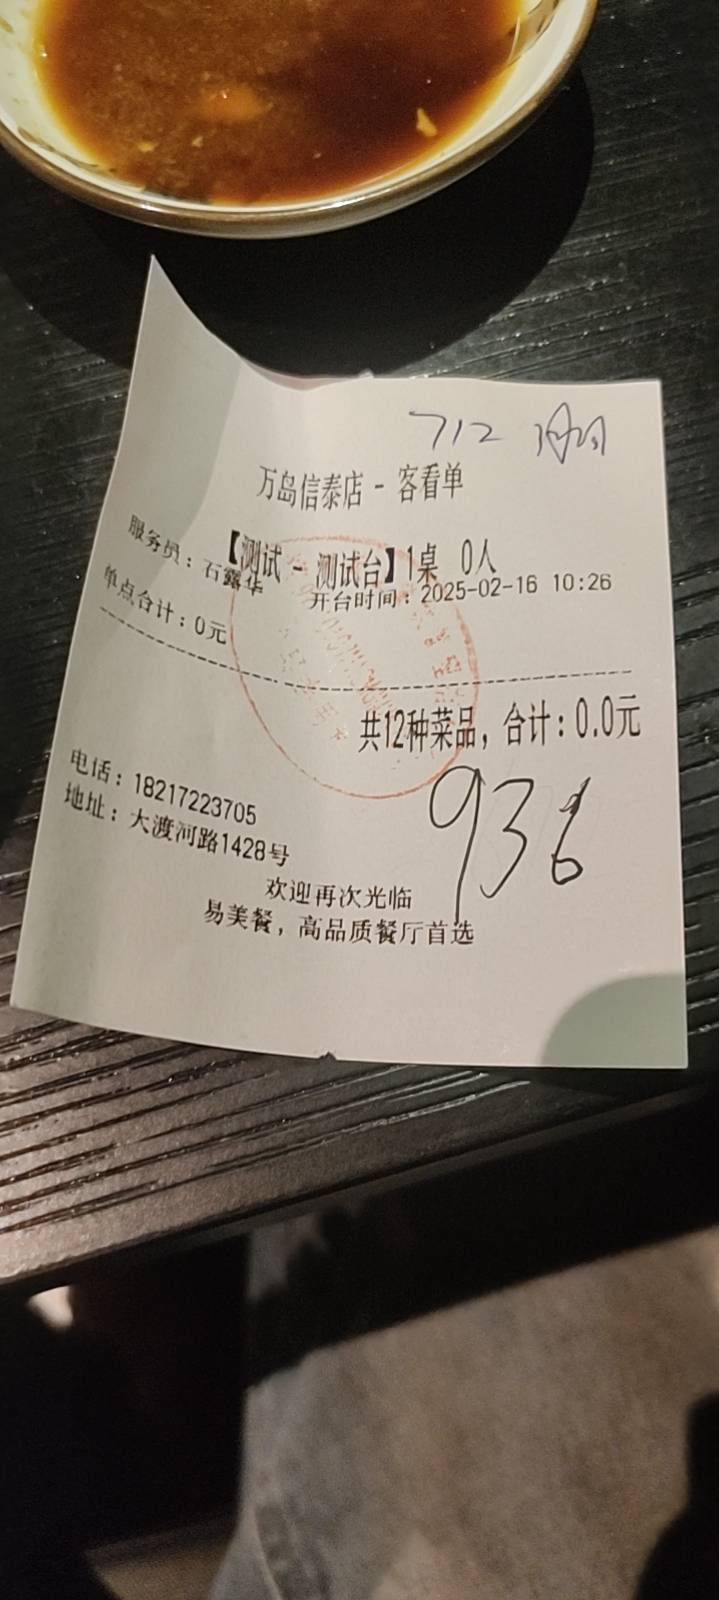 712
万岛信泰店 - 客看单
【测试 - 测试台】1桌 0人
服务员：石露华
开台时间：2025-02-16 10:26
单点合计：0元
共12种菜品，合计：0.0元
936
电话：18217223705
地址：大渡河路1428号
欢迎再次光临
易美餐，高品质餐厅首选